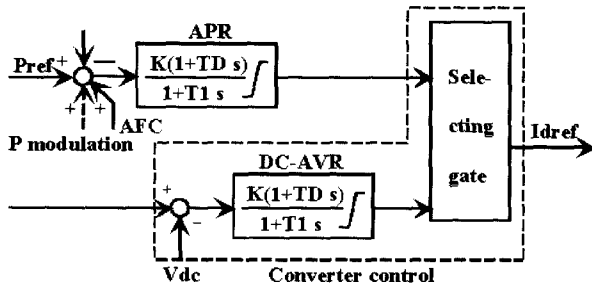 APR
Pref
+
−
K(1+TD s)
1+T1 s
+
+
AFC
P modulation
Sele-
cting
gate
Idref
DC-AVR
+
−
K(1+TD s)
1+T1 s
Vdc
Converter control